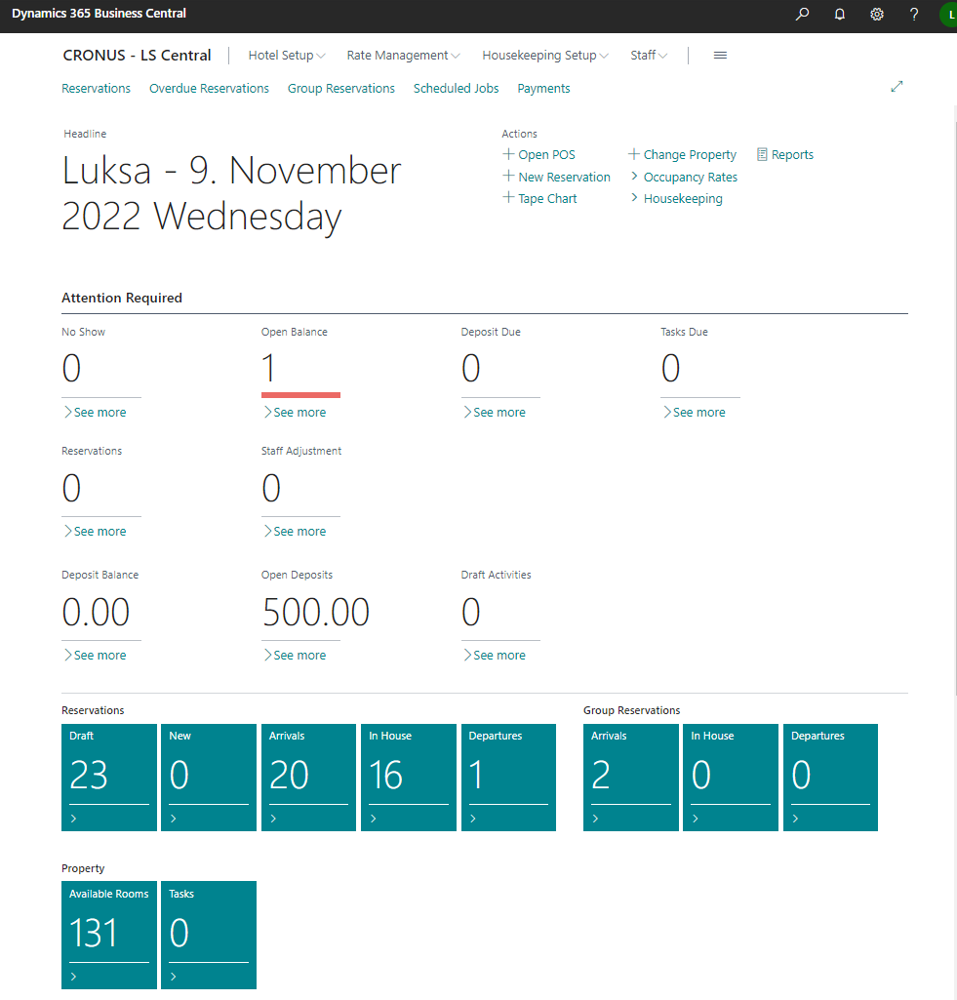 Dynamics 365 Business Central
L
CRONUS - LS Central
Hotel Setup
Rate Management
Housekeeping Setup
Staff
Reservations
Overdue Reservations
Group Reservations
Scheduled Jobs
Payments
Headline
Luksa - 9. November
2022 Wednesday
Actions
Open POS
Change Property
Reports
New Reservation
Occupancy Rates
Tape Chart
Housekeeping
Attention Required
No Show
0
See more
Open Balance
1
See more
Deposit Due
0
See more
Tasks Due
0
See more
Reservations
0
See more
Staff Adjustment
0
See more
Deposit Balance
0.00
See more
Open Deposits
500.00
See more
Draft Activities
0
See more
Reservations
Draft
23
New
0
Arrivals
20
In House
16
Departures
1
Group Reservations
Arrivals
2
In House
0
Departures
0
Property
Available Rooms
131
Tasks
0